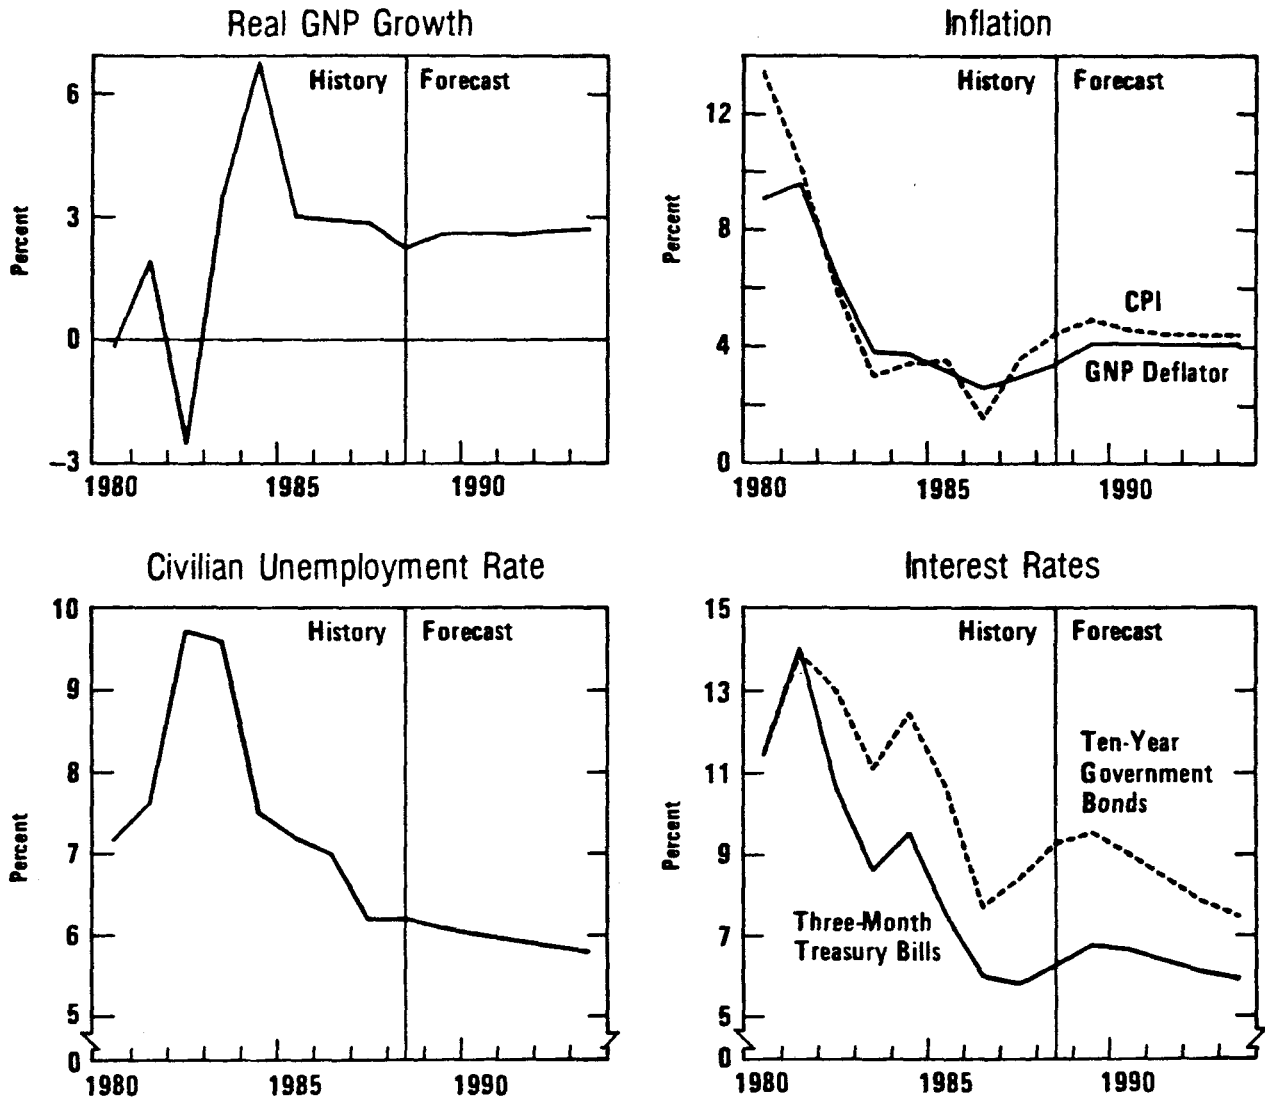 Real GNP Growth
History
Forecast
6
3
0
−3
Percent
1980
1985
1990
Inflation
History
Forecast
12
8
4
0
Percent
CPI
GNP Deflator
1980
1985
1990
Civilian Unemployment Rate
History
Forecast
10
9
8
7
6
5
0
Percent
1980
1985
1990
Interest Rates
History
Forecast
15
13
11
9
7
5
0
Percent
Ten-Year
Government
Bonds
Three-Month
Treasury Bills
1980
1985
1990